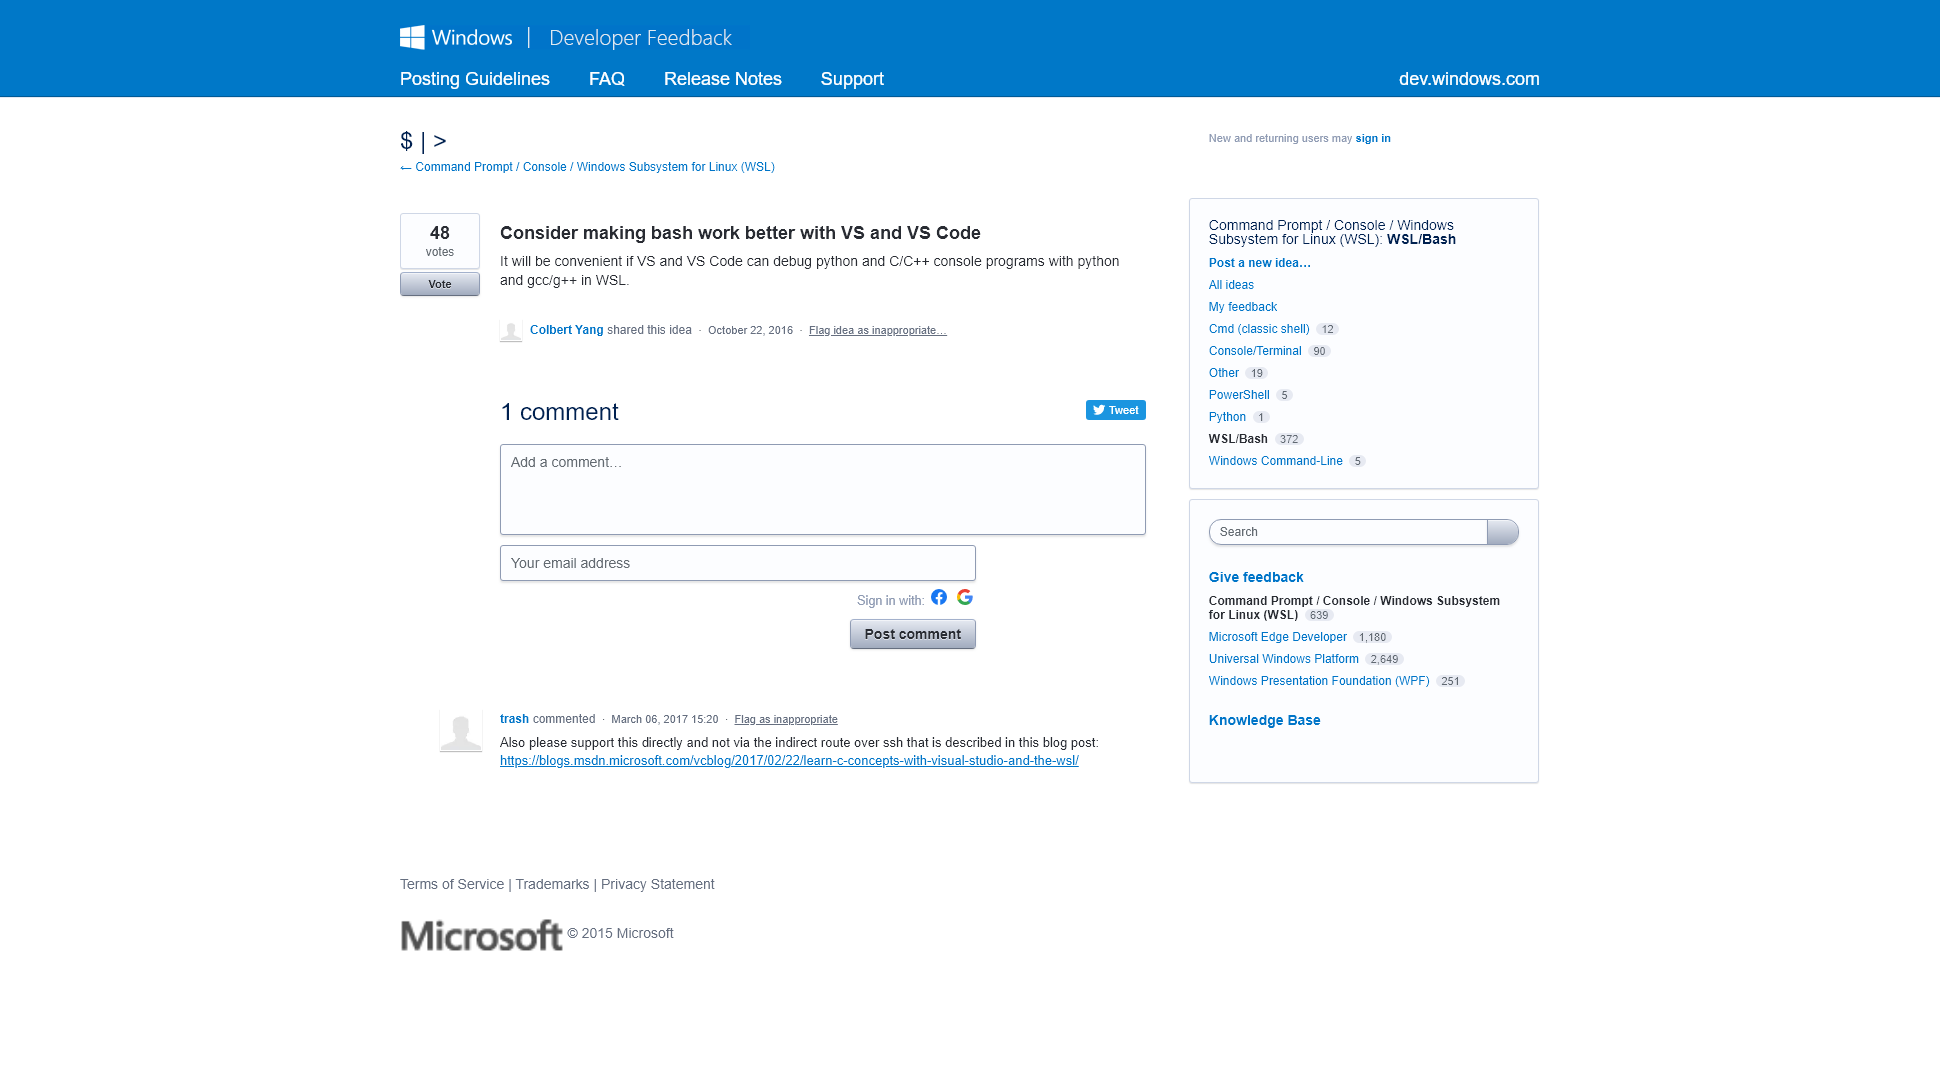 Windows | Developer Feedback
Posting Guidelines FAQ Release Notes Support dev.windows.com
$ | >
New and returning users may sign in
← Command Prompt / Console / Windows Subsystem for Linux (WSL)
48
votes
Vote
Consider making bash work better with VS and VS Code
It will be convenient if VS and VS Code can debug python and C/C++ console programs with python
and gcc/g++ in WSL.
Colbert Yang shared this idea · October 22, 2016 · Flag idea as inappropriate…
1 comment
Tweet
Add a comment…
Your email address
Sign in with:
Post comment
trash commented · March 06, 2017 15:20 · Flag as inappropriate
Also please support this directly and not via the indirect route over ssh that is described in this blog post:
https://blogs.msdn.microsoft.com/vcblog/2017/02/22/learn-c-concepts-with-visual-studio-and-the-wsl/
Command Prompt / Console / Windows
Subsystem for Linux (WSL): WSL/Bash
Post a new idea…
All ideas
My feedback
Cmd (classic shell) 12
Console/Terminal 90
Other 19
PowerShell 5
Python 1
WSL/Bash 372
Windows Command-Line 5
Search
Give feedback
Command Prompt / Console / Windows Subsystem
for Linux (WSL) 639
Microsoft Edge Developer 1,180
Universal Windows Platform 2,649
Windows Presentation Foundation (WPF) 251
Knowledge Base
Terms of Service | Trademarks | Privacy Statement
Microsoft © 2015 Microsoft